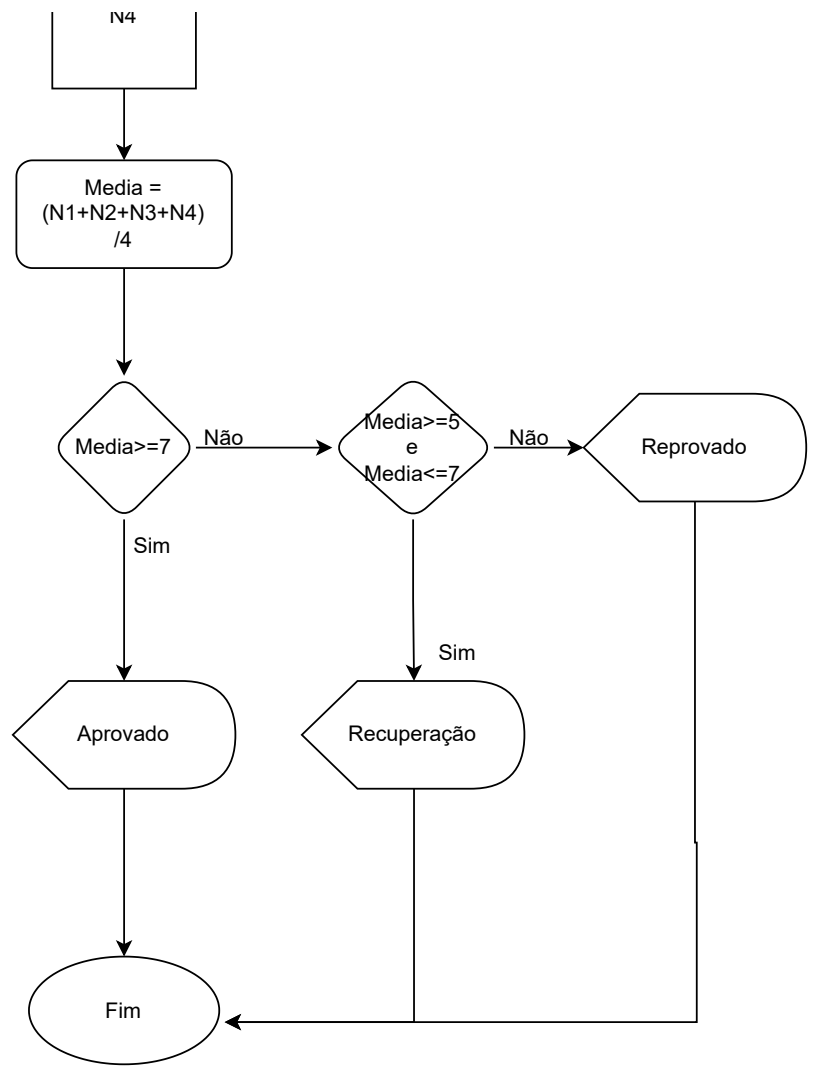 N4
Media =
(N1+N2+N3+N4)
/4
Media>=7
Não
Media>=5
e
Media<=7
Não
Reprovado
Sim
Sim
Aprovado
Recuperação
Fim